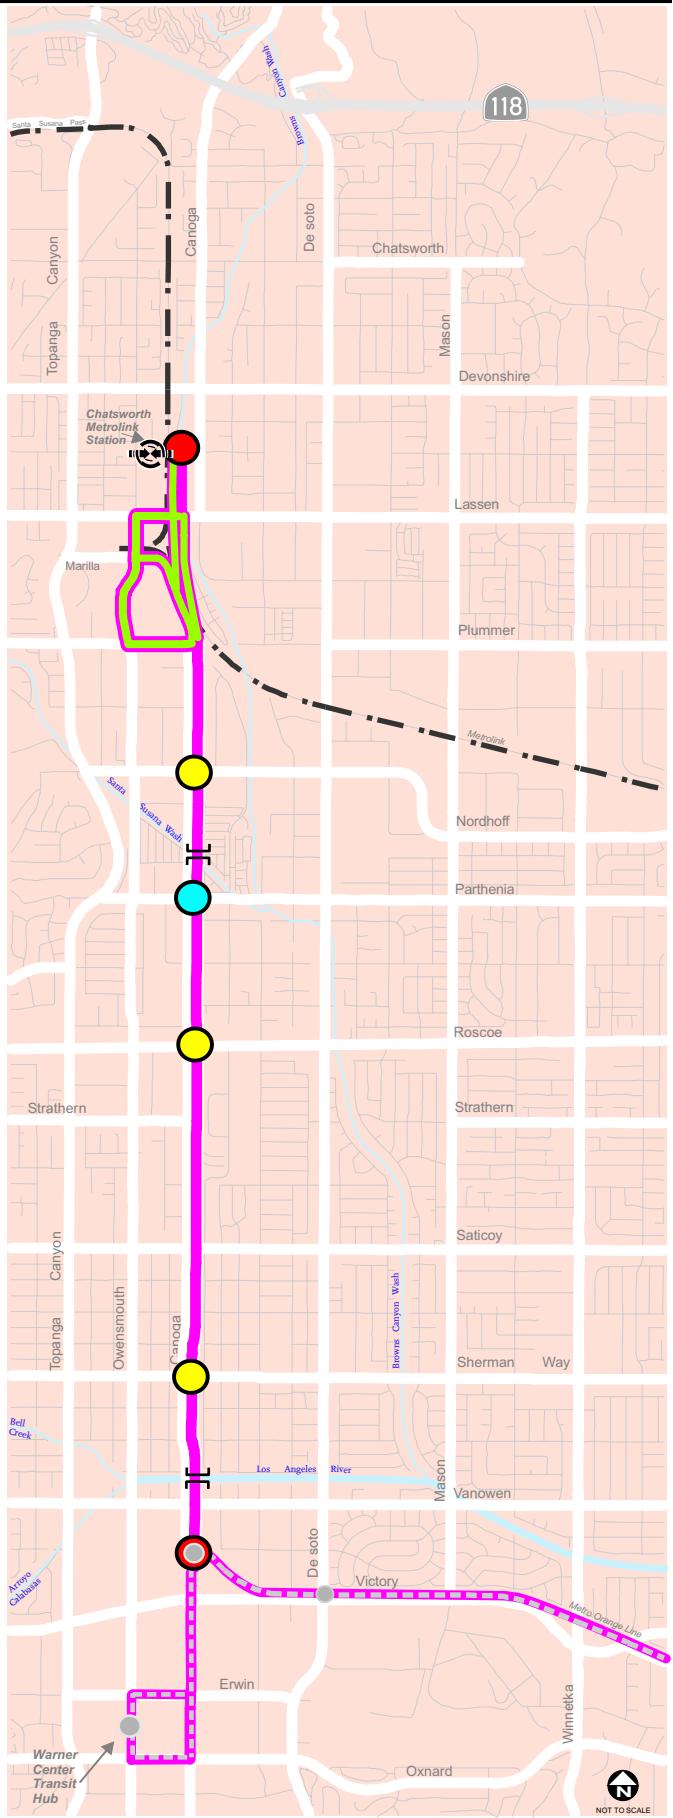 118
Santa Susana Pass
Browns Canyon Wash
Canoga
De soto
Canyon
Topanga
Chatsworth
Mason
Devonshire
Chatsworth
Metrolink
Station
Lassen
Marilla
Plummer
Metrolink
Santa Susana Wash
Nordhoff
Parthenia
Roscoe
Strathern
Strathern
Saticoy
Canyon
Topanga
Owensmouth
Canoga
Browns Canyon Wash
Sherman Way
Bell
Creek
Los Angeles River
Mason
Vanowen
Arroyo
Calabasas
De soto
Victory
Metro Orange Line
Erwin
Winnetka
Warner
Center
Transit
Hub
Oxnard
N
NOT TO SCALE